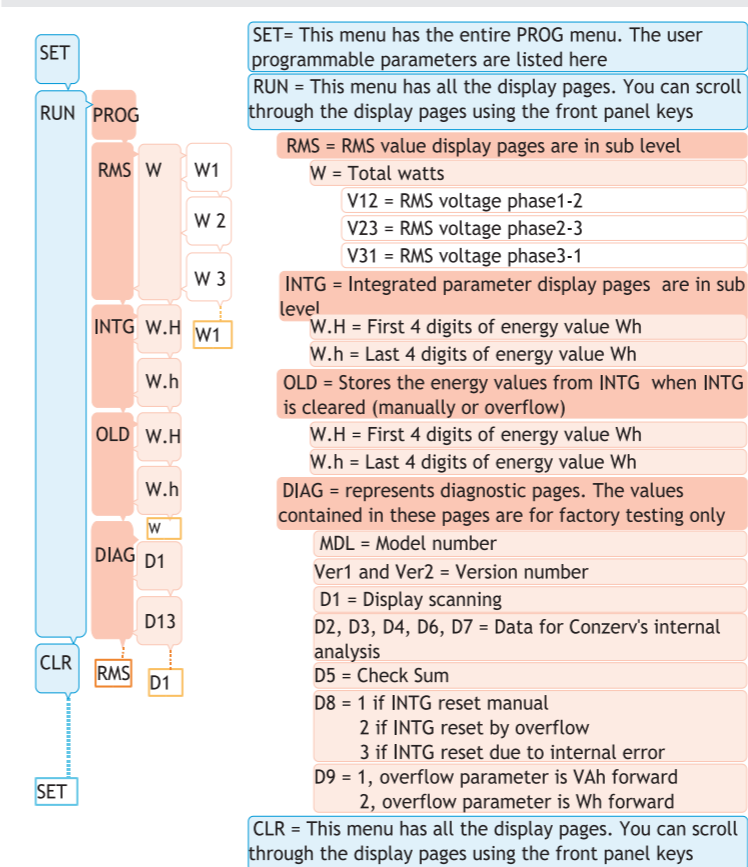 SET
RUN
PROG
RMS W W1
W 2
W 3
INTG W.H W1
W.h
OLD W.H
W.h
W
DIAG D1
D13
CLR
RMS D1
SET
SET= This menu has the entire PROG menu. The user
programmable parameters are listed here
RUN = This menu has all the display pages. You can scroll
through the display pages using the front panel keys
RMS = RMS value display pages are in sub level
W = Total watts
V12 = RMS voltage phase1-2
V23 = RMS voltage phase2-3
V31 = RMS voltage phase3-1
INTG = Integrated parameter display pages are in sub
level
W.H = First 4 digits of energy value Wh
W.h = Last 4 digits of energy value Wh
OLD = Stores the energy values from INTG when INTG
is cleared (manually or overflow)
W.H = First 4 digits of energy value Wh
W.h = Last 4 digits of energy value Wh
DIAG = represents diagnostic pages. The values
contained in these pages are for factory testing only
MDL = Model number
Ver1 and Ver2 = Version number
D1 = Display scanning
D2, D3, D4, D6, D7 = Data for Conzerv's internal
analysis
D5 = Check Sum
D8 = 1 if INTG reset manual
2 if INTG reset by overflow
3 if INTG reset due to internal error
D9 = 1, overflow parameter is VAh forward
2, overflow parameter is Wh forward
CLR = This menu has all the display pages. You can scroll
through the display pages using the front panel keys